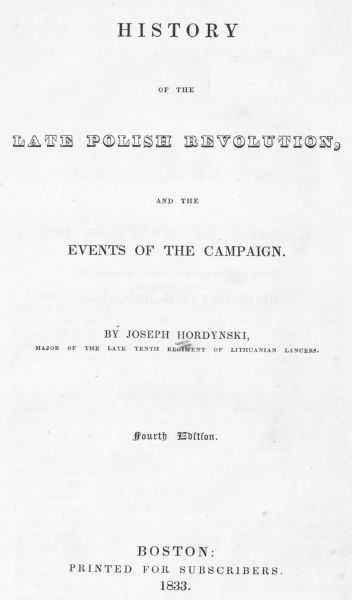 HISTORY
OF THE
LATE POLISH REVOLUTION,
AND THE
EVENTS OF THE CAMPAIGN.
BY JOSEPH HORDYNSKI,
MAJOR OF THE LATE TENTH REGIMENT OF LITHUANIAN LANCERS.
Fourth Edition.
BOSTON:
PRINTED FOR SUBSCRIBERS.
1833.